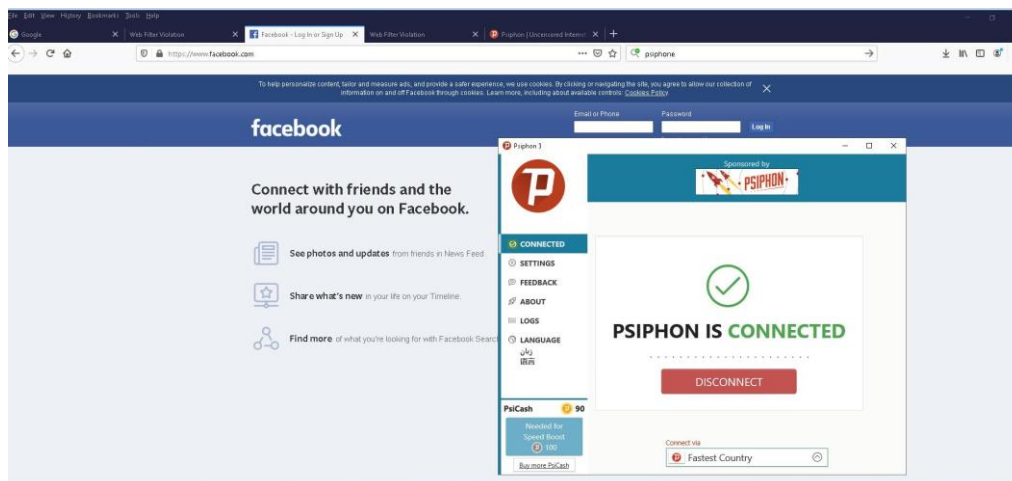 File Edit View History Bookmarks Tools Help
Google
Web Filter Violation
Facebook - Log In or Sign Up
Web Filter Violation
Psiphon | Uncensored Internet
https://www.facebook.com
psiphone
To help personalize content, tailor and measure ads, and provide a safer experience, we use cookies. By clicking or navigating the site, you agree to allow our collection of
information on and off Facebook through cookies. Learn more, including about available controls: Cookies Policy.
facebook
Email or Phone
Password
Log In
Connect with friends and the
world around you on Facebook.
See photos and updates from friends in News Feed.
Share what's new in your life on your Timeline.
Find more of what you're looking for with Facebook Search
Psiphon 3
Sponsored by
PSIPHON
CONNECTED
SETTINGS
FEEDBACK
ABOUT
LOGS
LANGUAGE
زبان
语言
PSIPHON IS CONNECTED
DISCONNECT
PsiCash 90
Needed for
Speed Boost
100
Buy more PsiCash
Connect via
Fastest Country